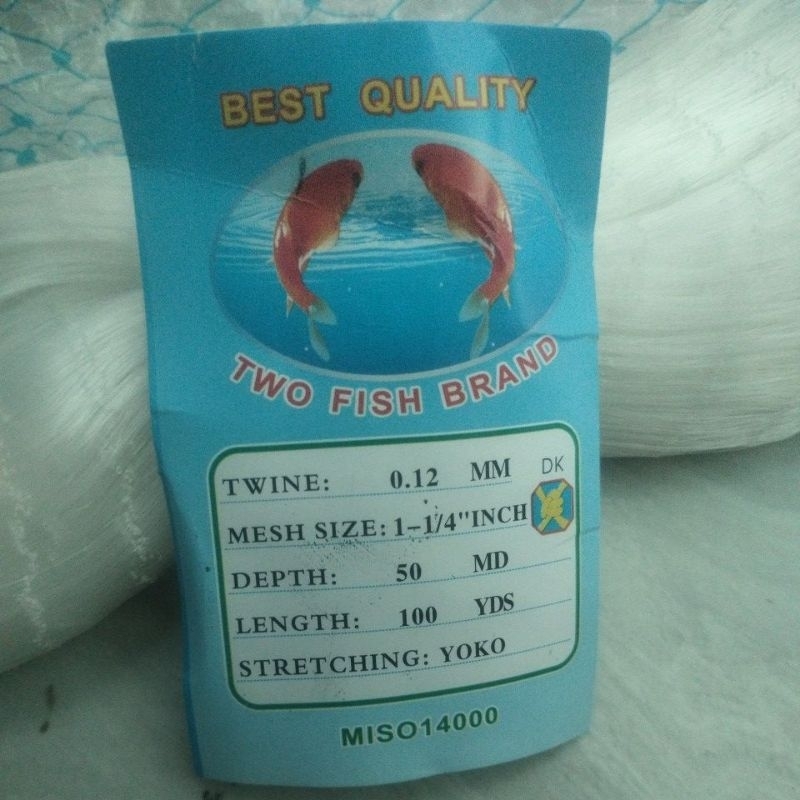 BEST QUALITY
TWO FISH BRAND
TWINE: 0.12 MM DK
MESH SIZE: 1-1/4"INCH
DEPTH: 50 MD
LENGTH: 100 YDS
STRETCHING: YOKO
MISO14000